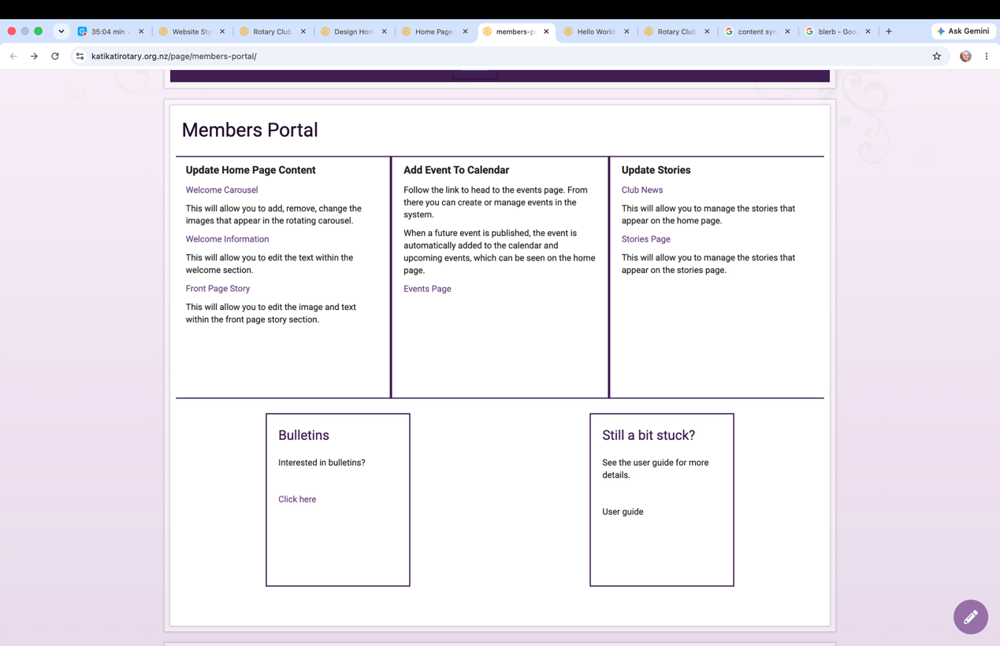 35:04 min -
Website Sty
Rotary Club
Design Hom
Home Page
members-p
Hello World
Rotary Club
content syn
blerb - Goo
Ask Gemini
katikatirotary.org.nz/page/members-portal/
Members Portal
Update Home Page Content
Welcome Carousel
This will allow you to add, remove, change the
images that appear in the rotating carousel.
Welcome Information
This will allow you to edit the text within the
welcome section.
Front Page Story
This will allow you to edit the image and text
within the front page story section.
Add Event To Calendar
Follow the link to head to the events page. From
there you can create or manage events in the
system.
When a future event is published, the event is
automatically added to the calendar and
upcoming events, which can be seen on the home
page.
Events Page
Update Stories
Club News
This will allow you to manage the stories that
appear on the home page.
Stories Page
This will allow you to manage the stories that
appear on the stories page.
Bulletins
Interested in bulletins?
Click here
Still a bit stuck?
See the user guide for more
details.
User guide